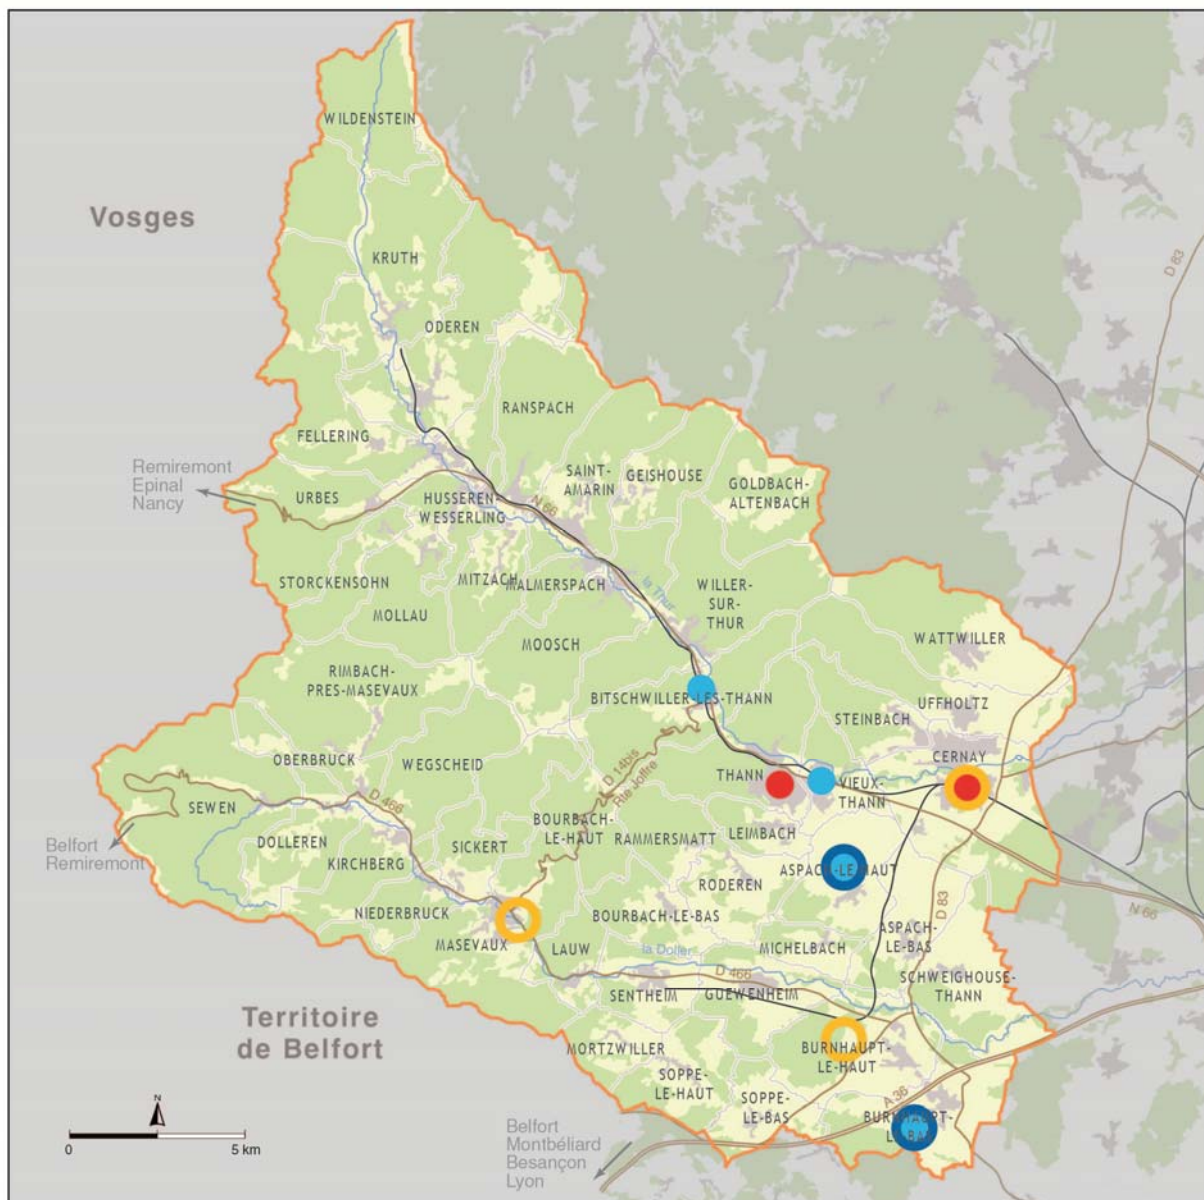 WILDENSTEIN
Vosges
KRUTH
D 83
ODEREN
RANSPACH
FELLERING
Remiremont
Epinal
Nancy
URBES
SAINT-
AMARIN
GEISHOUSE
GOLDBACH-
ALTENBACH
HUSSEREN-
WESSERLING
N 66
STORCKENSOHN
MITZACH
MALMERSPACH
la Thur
WILLER-
SUR-
THUR
MOLLAU
MOOSCH
WATTWILLER
RIMBACH-
PRES-MASEVAUX
BITSCHWILLER-LES-THANN
UFFHOLTZ
STEINBACH
OBERBRUCK
WEGSCHEID
D 14bis
Rte Joffre
THANN
VIEUX-
THANN
CERNAY
SEWEN
D 466
BOURBACH-
LE-HAUT
RAMMERSMATT
LEIMBACH
Belfort
Remiremont
DOLLEREN
KIRCHBERG
SICKERT
ASPACH-LE-HAUT
RODEREN
NIEDERBRUCK
BOURBACH-LE-BAS
D 83
N 66
MASEVAUX
LAUW
la Doller
MICHELBACH
ASPACH-
LE-BAS
D 466
SENTHEIM
GUEWENHEIM
SCHWEIGHOUSE-
THANN
Territoire
de Belfort
MORTZWILLER
BURNHAUPT-
LE-HAUT
SOPPE-
LE-HAUT
SOPPE-
LE-BAS
A 36
BURNHAUPT-
LE-BAS
N
0 5 km
Belfort
Montbéliard
Besançon
Lyon